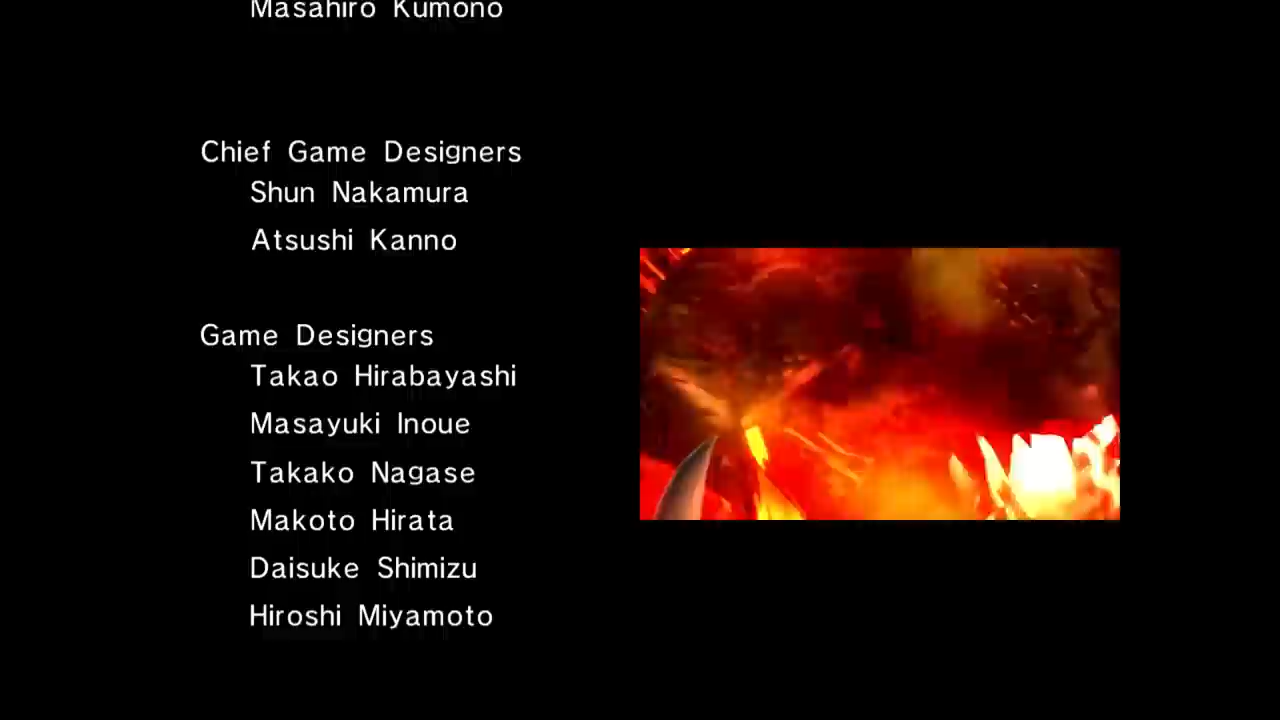 Masahiro Kumono
Chief Game Designers
Shun Nakamura
Atsushi Kanno
Game Designers
Takao Hirabayashi
Masayuki Inoue
Takako Nagase
Makoto Hirata
Daisuke Shimizu
Hiroshi Miyamoto